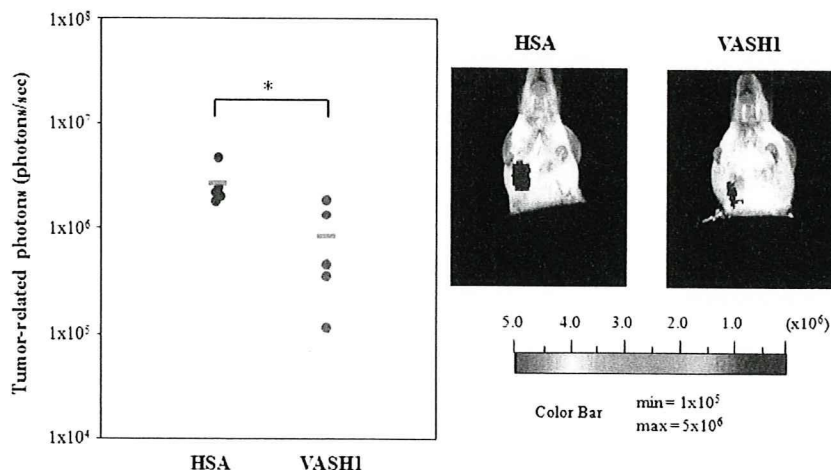 Tumor-related photons (photons/sec)
1x10⁸
1x10⁷
1x10⁶
1x10⁵
1x10⁴
*
HSA
VASH1
HSA
VASH1
5.0 4.0 3.0 2.0 1.0 (x10⁶)
Color Bar
min = 1x10⁵
max = 5x10⁶